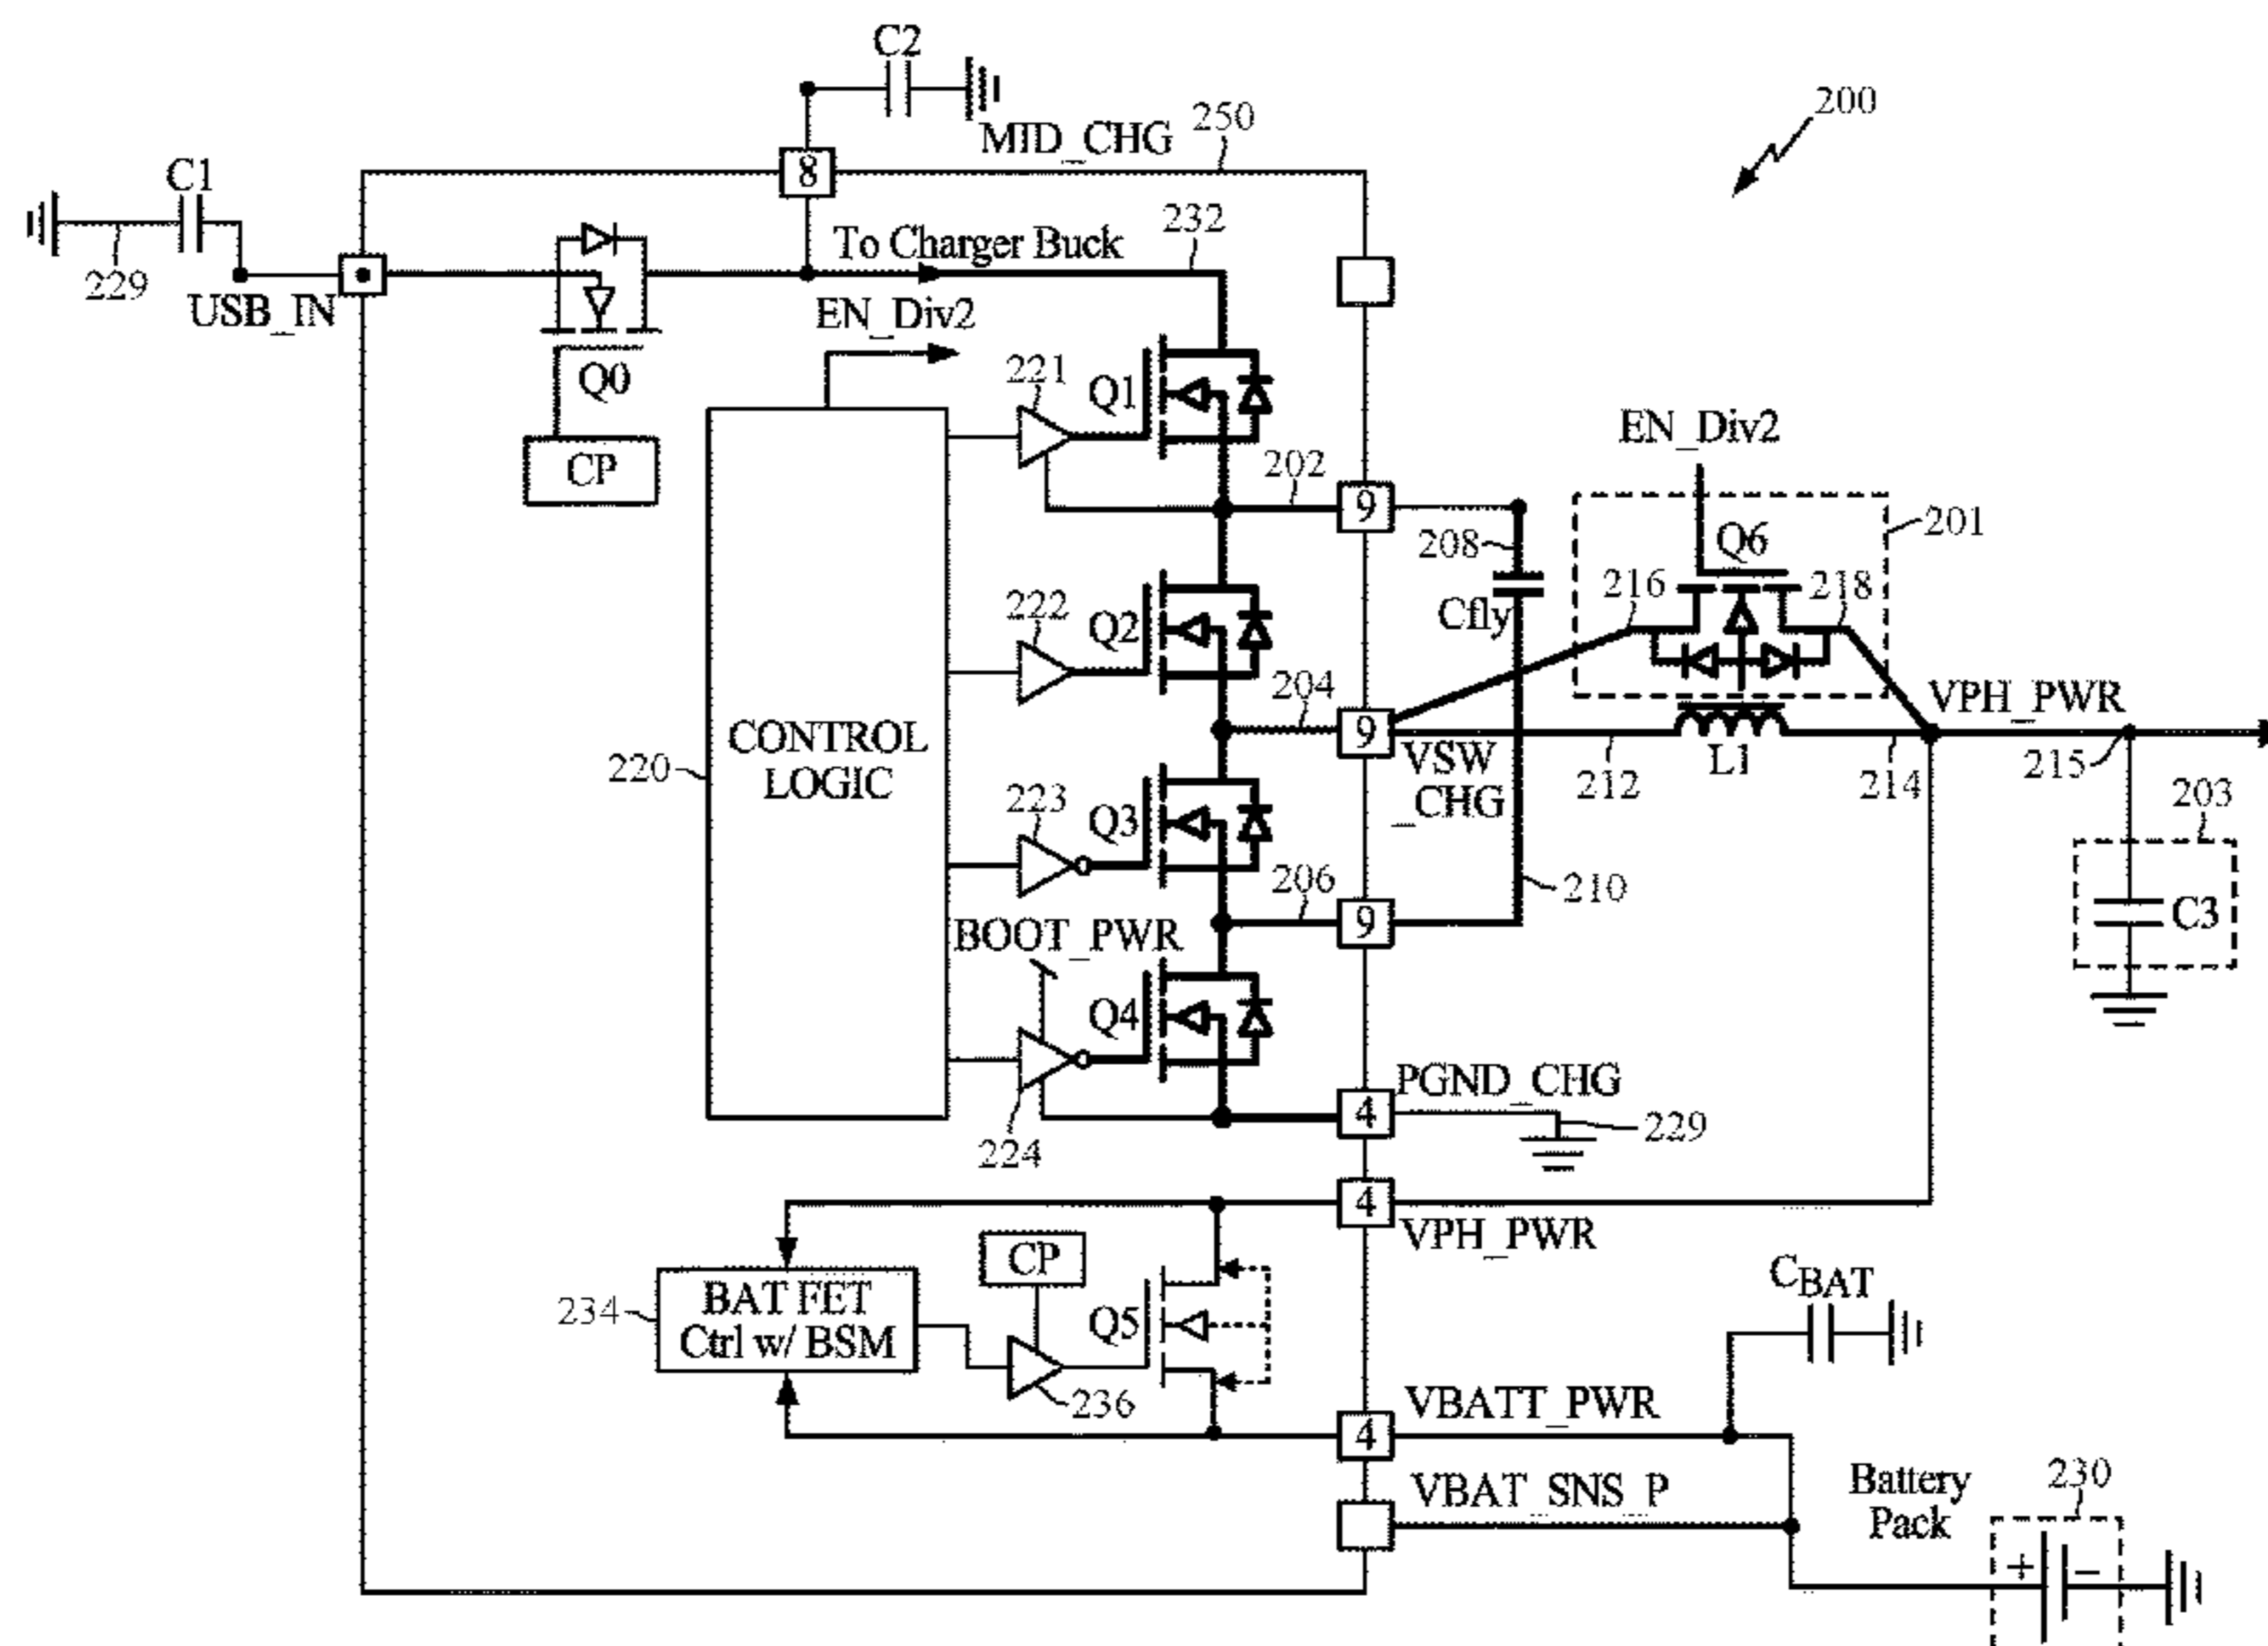 C2
200
MID_CHG
250
8
C1
229
USB_IN
To Charger Buck
232
EN_Div2
Q0
CP
221
Q1
202
9
EN_Div2
201
Q6
208
216
218
Cfly
222
Q2
204
9
VSW
_CHG
VPH_PWR
212
L1
214
215
203
C3
220
CONTROL
LOGIC
223
Q3
206
9
210
BOOT_PWR
Q4
224
PGND_CHG
4
229
4
VPH_PWR
CP
234
BAT FET
Ctrl w/ BSM
Q5
236
CBAT
VBATT_PWR
4
VBAT_SNS_P
Battery
Pack
230
+
−